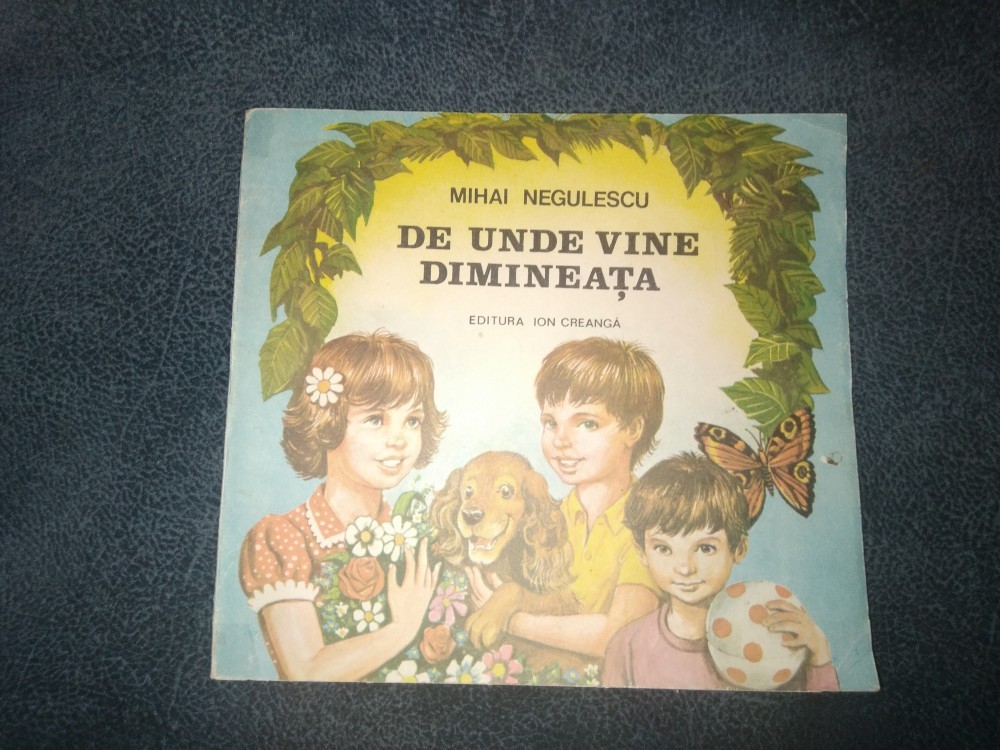 MIHAI NEGULESCU
DE UNDE VINE
DIMINEAȚA
EDITURA ION CREANGĂ